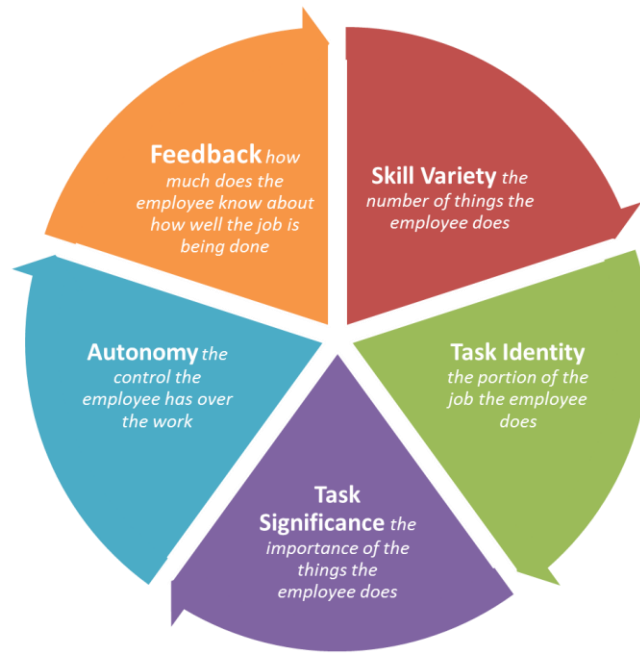 Feedback how
much does the
employee know about
how well the job is
being done
Skill Variety the
number of things the
employee does
Autonomy the
control the
employee has over
the work
Task Identity
the portion of the
job the employee
does
Task
Significance the
importance of the
things the
employee does